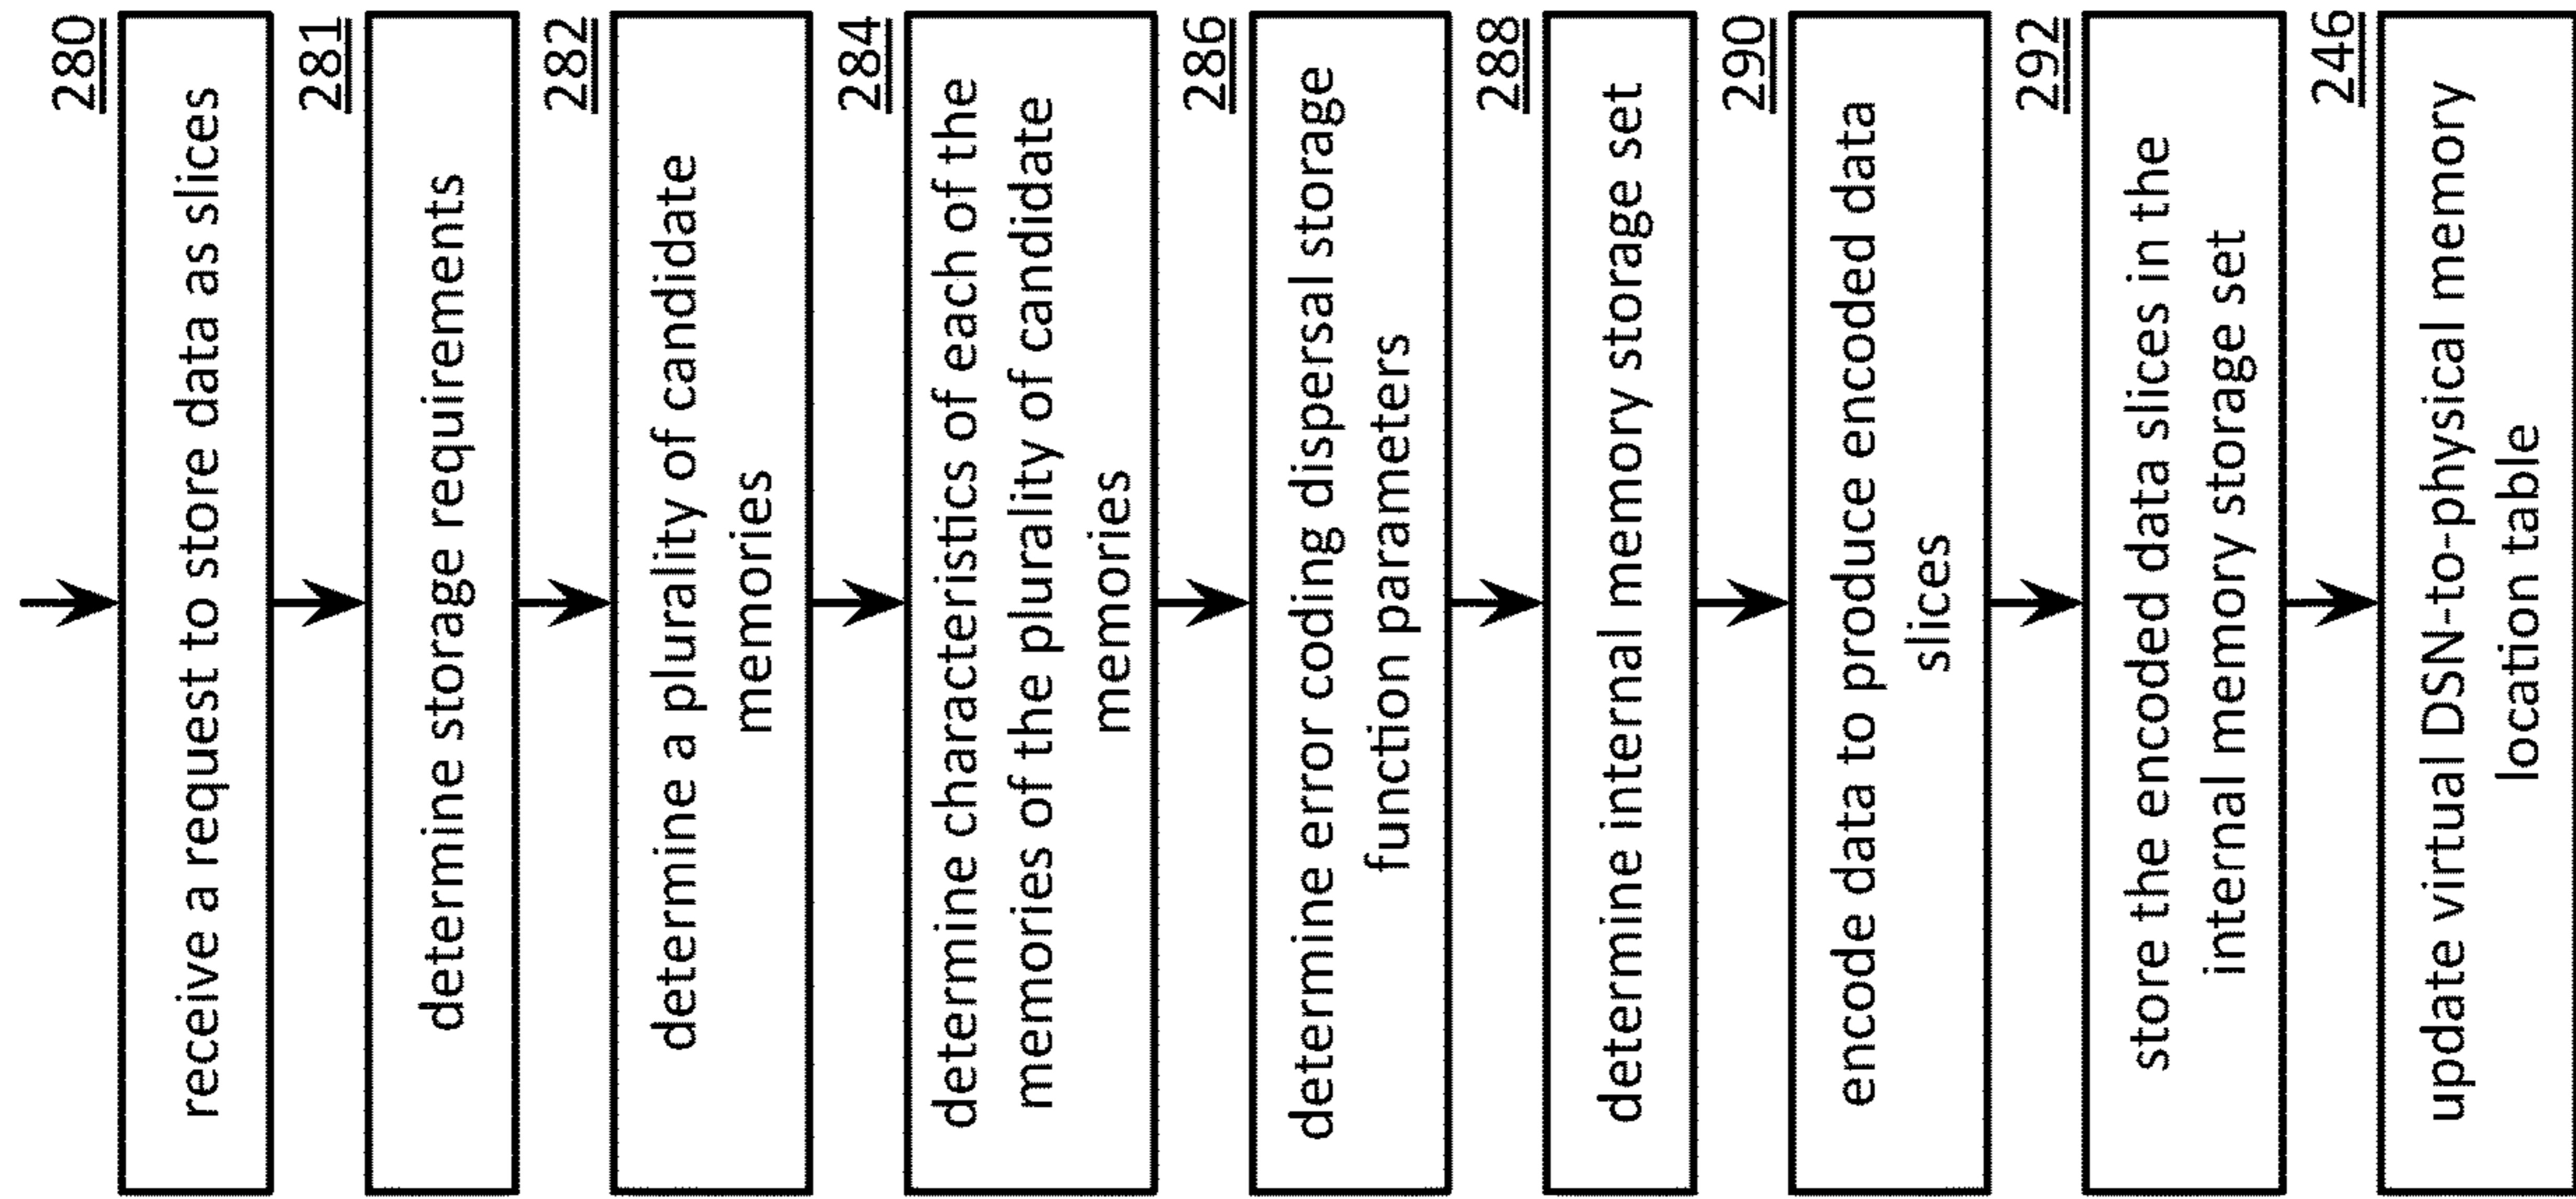 280
receive a request to store data as slices
281
determine storage requirements
282
determine a plurality of candidate
memories
284
determine characteristics of each of the
memories of the plurality of candidate
memories
286
determine error coding dispersal storage
function parameters
288
determine internal memory storage set
290
encode data to produce encoded data
slices
292
store the encoded data slices in the
internal memory storage set
246
update virtual DSN-to-physical memory
location table